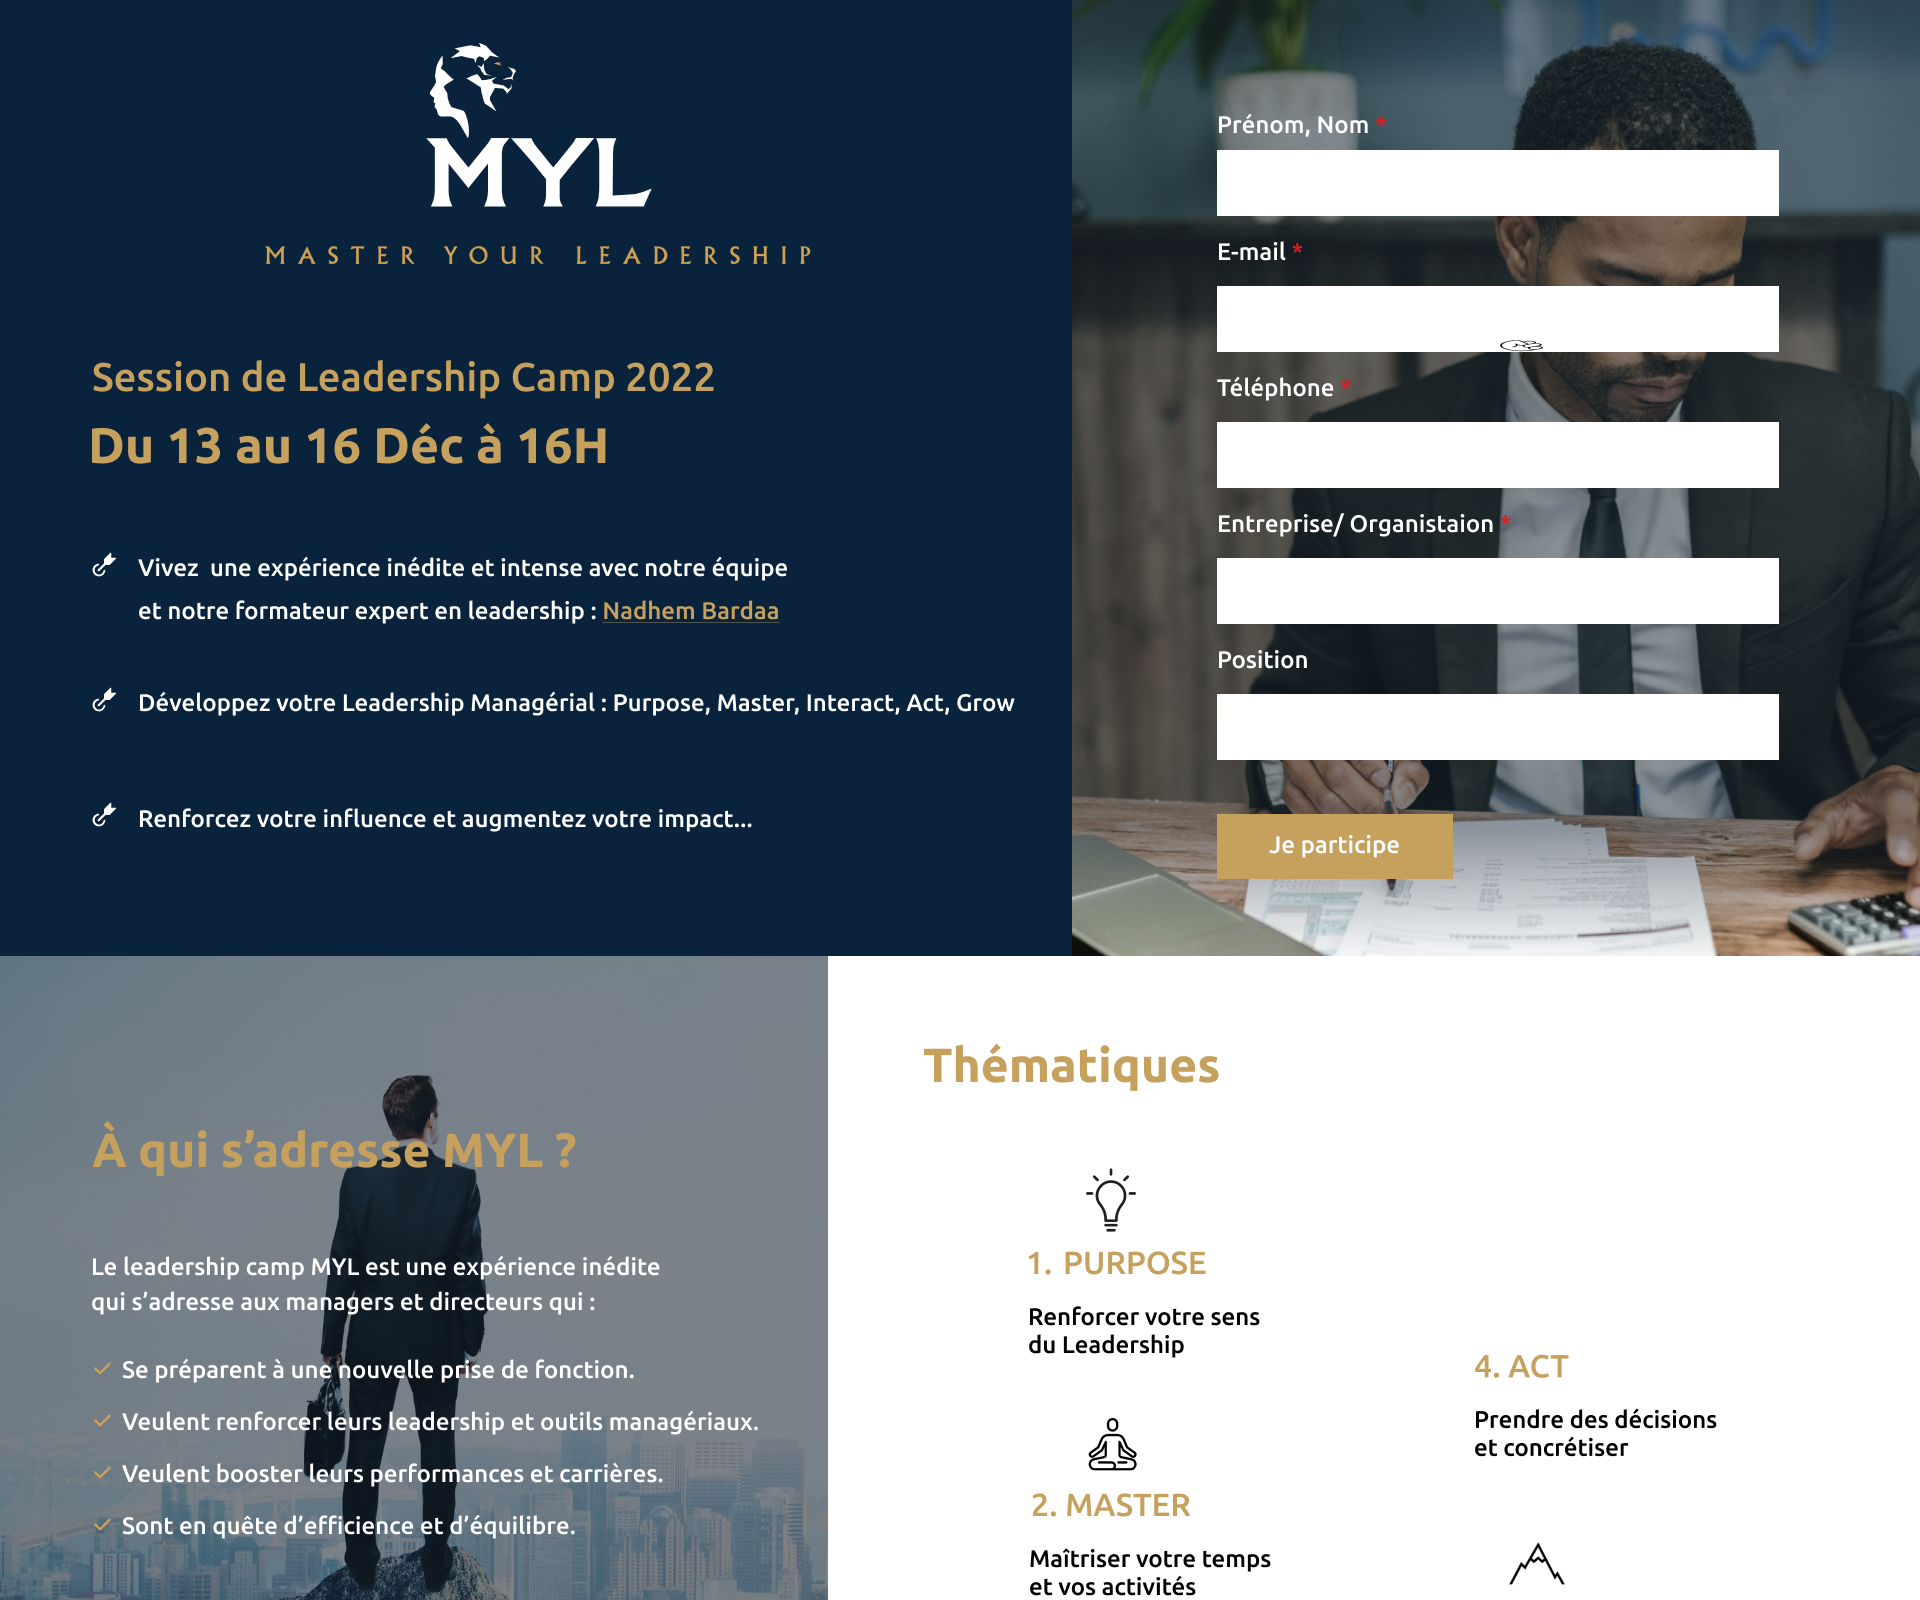 MYL
MASTER YOUR LEADERSHIP
Session de Leadership Camp 2022
Du 13 au 16 Déc à 16H
Vivez une expérience inédite et intense avec notre équipe
et notre formateur expert en leadership : Nadhem Bardaa
Développez votre Leadership Managérial : Purpose, Master, Interact, Act, Grow
Renforcez votre influence et augmentez votre impact...
Prénom, Nom *
E-mail *
Téléphone *
Entreprise/ Organistaion *
Position
Je participe
À qui s’adresse MYL ?
Le leadership camp MYL est une expérience inédite
qui s’adresse aux managers et directeurs qui :
Se préparent à une nouvelle prise de fonction.
Veulent renforcer leurs leadership et outils managériaux.
Veulent booster leurs performances et carrières.
Sont en quête d’efficience et d’équilibre.
Thématiques
1. PURPOSE
Renforcer votre sens
du Leadership
2. MASTER
Maîtriser votre temps
et vos activités
4. ACT
Prendre des décisions
et concrétiser